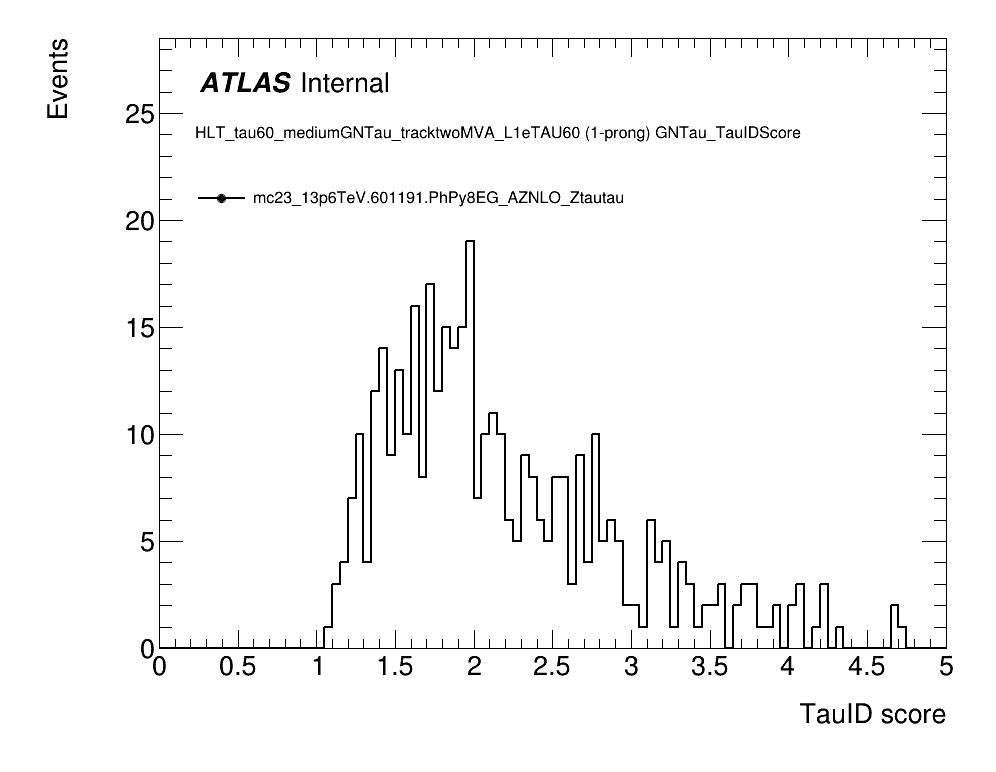 Events
ATLAS Internal
HLT_tau60_mediumGNTau_tracktwoMVA_L1eTAU60 (1-prong) GNTau_TauIDScore
mc23_13p6TeV.601191.PhPy8EG_AZNLO_Ztautau
25
20
15
10
5
0
0 0.5 1 1.5 2 2.5 3 3.5 4 4.5 5
TauID score